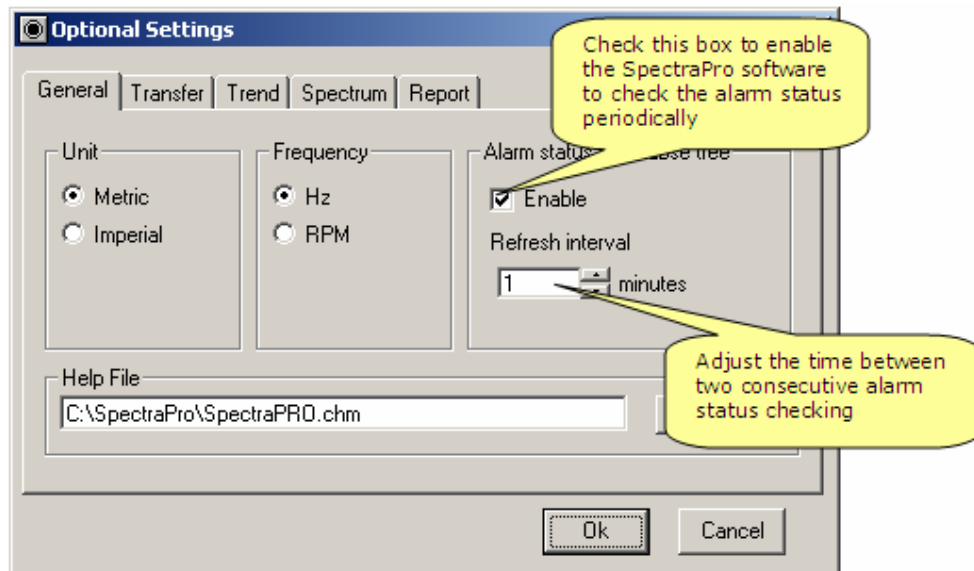 Optional Settings
Check this box to enable
the SpectraPro software
to check the alarm status
periodically
General Transfer Trend Spectrum Report
Unit
Metric
Imperial
Frequency
Hz
RPM
Alarm status tree
Enable
Refresh interval
1 minutes
Adjust the time between
two consecutive alarm
status checking
Help File
C:\SpectraPro\SpectraPRO.chm
Ok Cancel